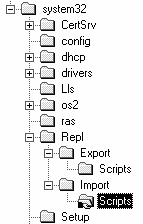 system32
CertSrv
config
dhcp
drivers
Lls
os2
ras
Repl
Export
Scripts
Import
Scripts
Setup